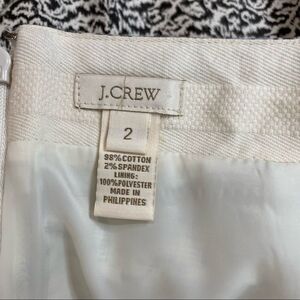 J.CREW
2
98%COTTON
2%SPANDEX
LINING:
100%POLYESTER
MADE IN
PHILIPPINES